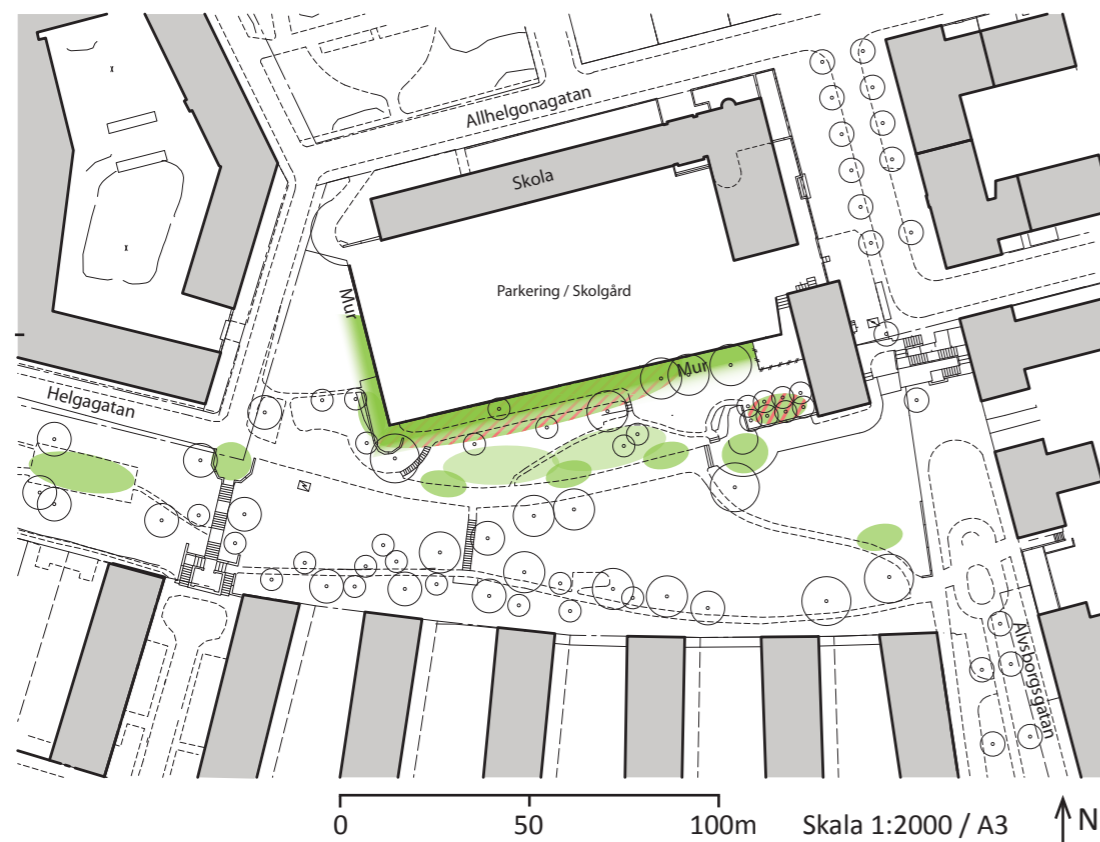 Allhelgonagatan
Skola
Parkering / Skolgård
Mur
Mur
Helgagatan
Älvsborgsgatan
0 50 100m Skala 1:2000 / A3 N